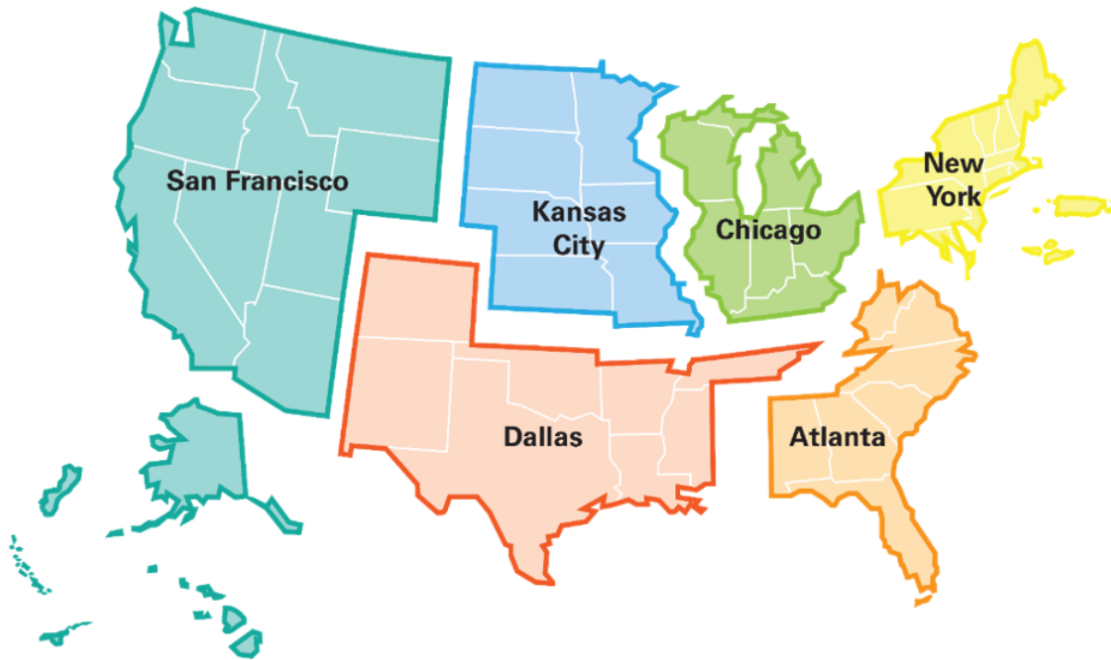 San Francisco
Kansas
City
Chicago
New
York
Dallas
Atlanta